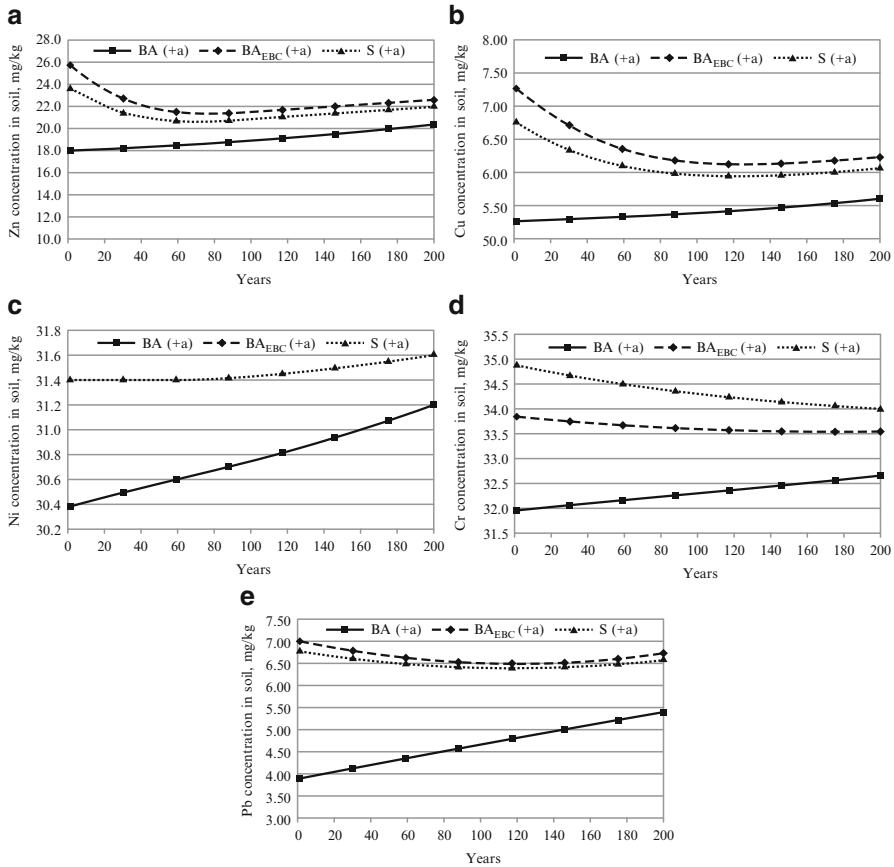 a
Zn concentration in soil, mg/kg
BA (+a) BA_EBC (+a) S (+a)
28.0
26.0
24.0
22.0
20.0
18.0
16.0
14.0
12.0
10.0
0 20 40 60 80 100 120 140 160 180 200
Years
b
Cu concentration in soil, mg/kg
BA (+a) BA_EBC (+a) S (+a)
8.00
7.50
7.00
6.50
6.00
5.50
50.00
0 20 40 60 80 100 120 140 160 180 200
Years
c
Ni concentration in soil, mg/kg
BA (+a) BA_EBC (+a) S (+a)
31.8
31.6
31.4
31.2
31.0
30.8
30.6
30.4
30.2
0 20 40 60 80 100 120 140 160 180 200
Years
d
Cr concentration in soil, mg/kg
BA (+a) BA_EBC (+a) S (+a)
35.5
35.0
34.5
34.0
33.5
33.0
32.5
32.0
31.5
0 20 40 60 80 100 120 140 160 180 200
Years
e
Pb concentration in soil, mg/kg
BA (+a) BA_EBC (+a) S (+a)
7.50
7.00
6.50
6.00
5.50
5.00
4.50
4.00
3.50
3.00
0 20 40 60 80 100 120 140 160 180 200
Years